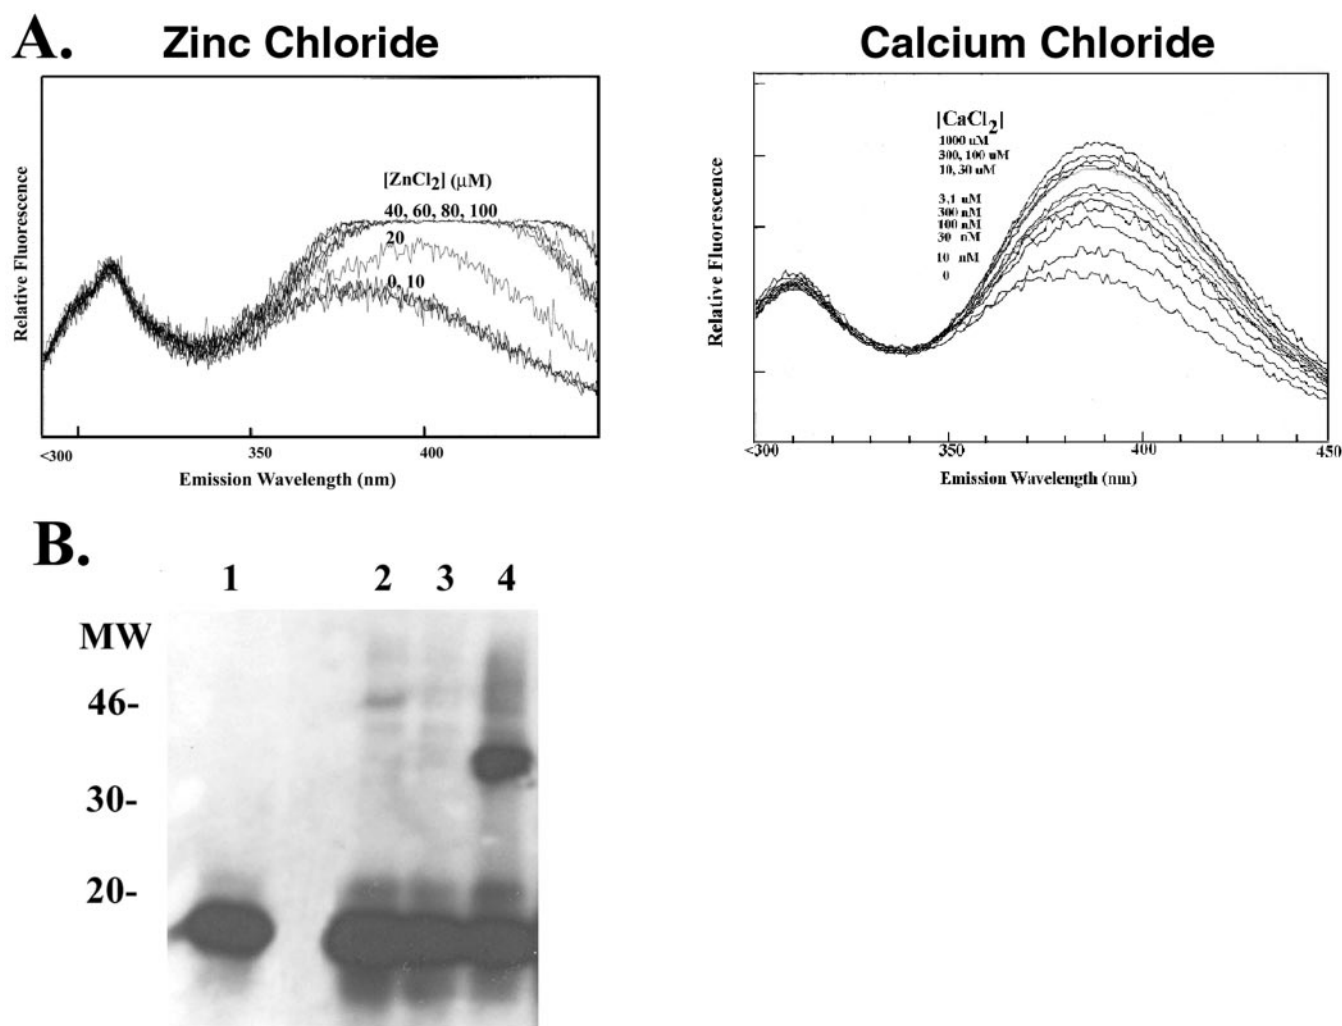 A. Zinc Chloride
Calcium Chloride
Relative Fluorescence
[ZnCl2] (μM)
40, 60, 80, 100
20
0, 10
<300 350 400
Emission Wavelength (nm)
Relative Fluorescence
[CaCl2]
1000 uM
300, 100 uM
10, 30 uM
3.1 uM
300 nM
100 nM
30 nM
10 nM
0
<300 350 400 450
Emission Wavelength (nm)
B.
1 2 3 4
MW
46-
30-
20-